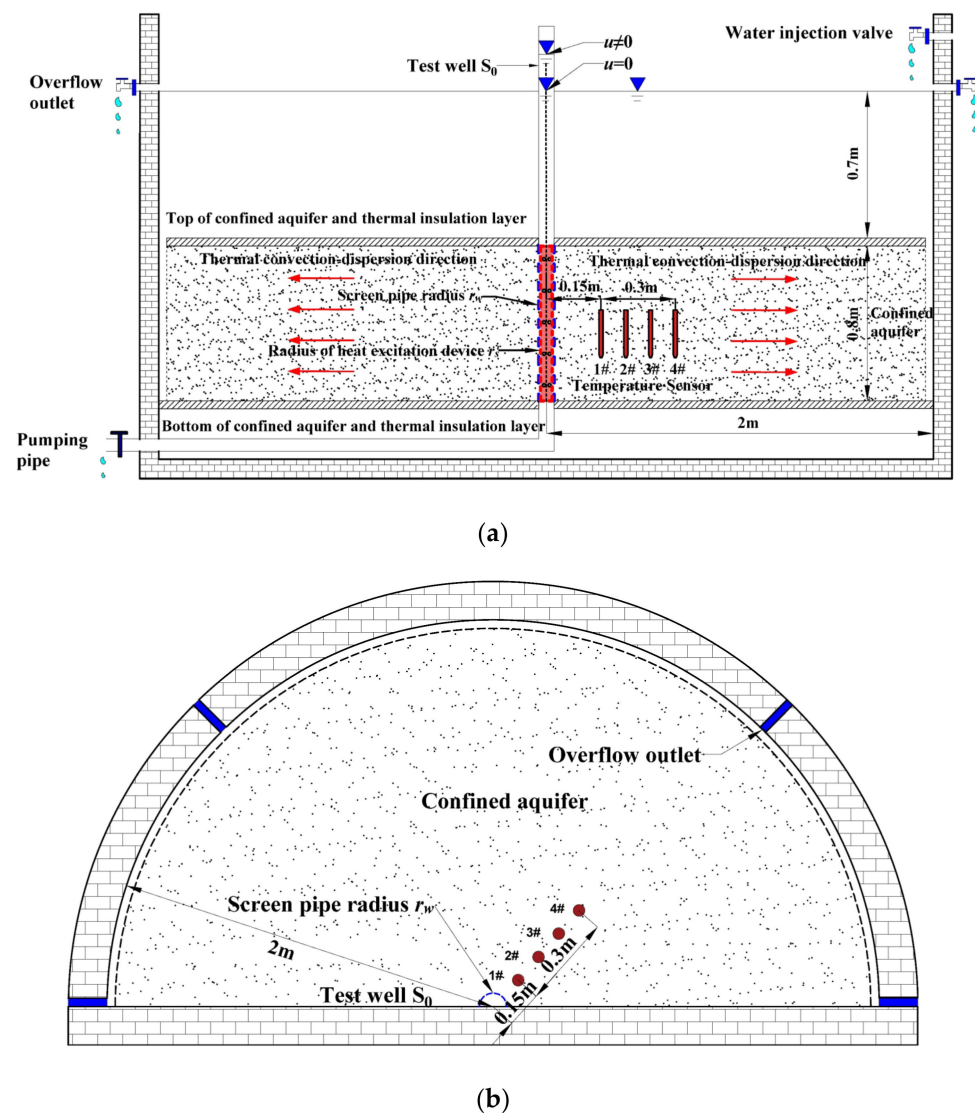 Water injection valve
u≠0
Test well S₀
u=0
Overflow
outlet
0.7m
Top of confined aquifer and thermal insulation layer
Thermal convection-dispersion direction
Thermal convection-dispersion direction
0.15m
0.3m
Screen pipe radius
0.8m
Confined
aquifer
Radius of heat excitation device
1#
2#
3#
4#
Temperature Sensor
Bottom of confined aquifer and thermal insulation layer
2m
Pumping
pipe
(a)
Overflow outlet
Confined aquifer
Screen pipe radius r_w
4#
3#
2#
1#
2m
0.3m
0.15m
Test well S₀
(b)